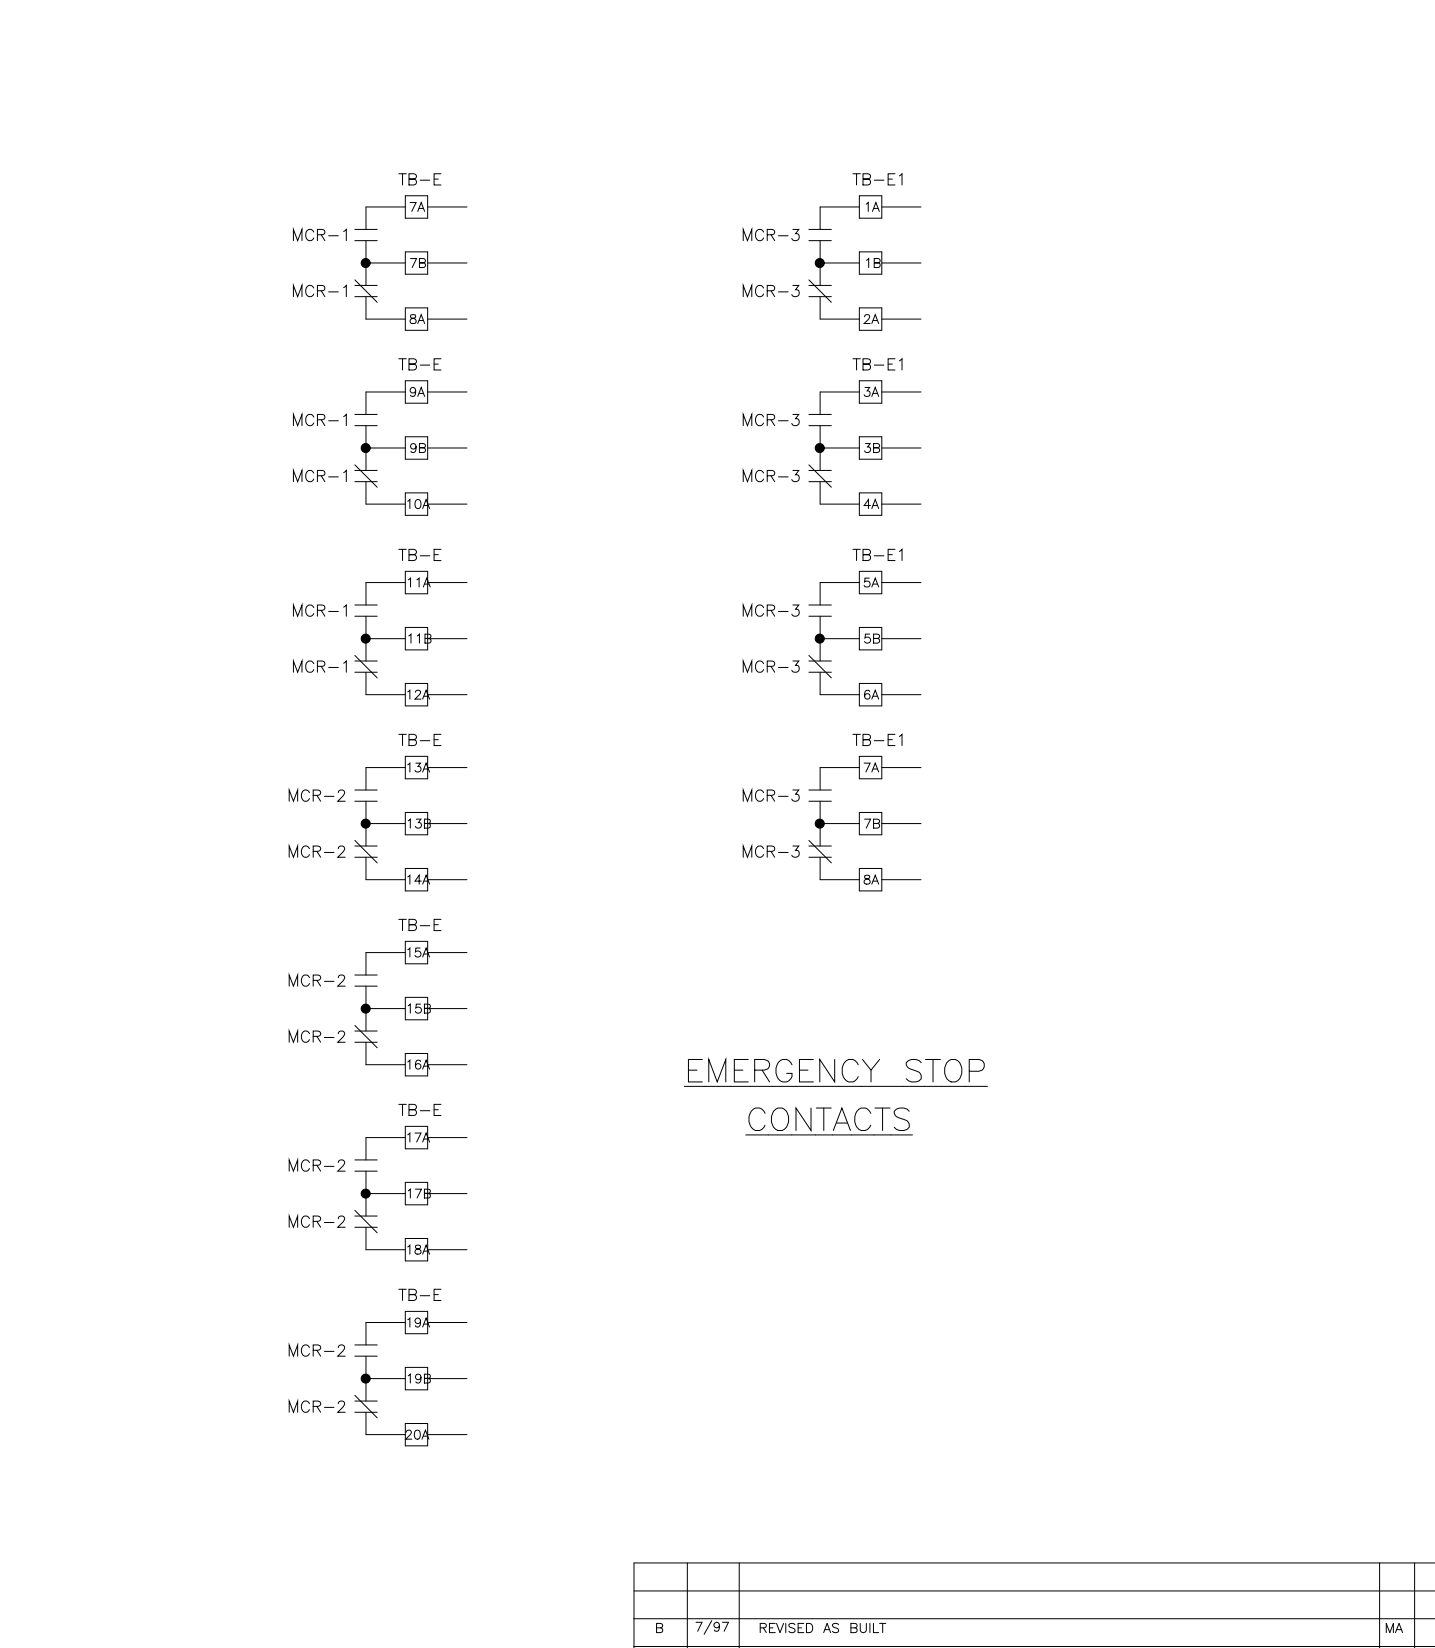 TB-E
7A
MCR-1
7B
MCR-1
8A
TB-E
9A
MCR-1
9B
MCR-1
10A
TB-E
11A
MCR-1
11B
MCR-1
12A
TB-E
13A
MCR-2
13B
MCR-2
14A
TB-E
15A
MCR-2
15B
MCR-2
16A
TB-E
17A
MCR-2
17B
MCR-2
18A
TB-E
19A
MCR-2
19B
MCR-2
20A
TB-E1
1A
MCR-3
1B
MCR-3
2A
TB-E1
3A
MCR-3
3B
MCR-3
4A
TB-E1
5A
MCR-3
5B
MCR-3
6A
TB-E1
7A
MCR-3
7B
MCR-3
8A
EMERGENCY STOP
CONTACTS
B 7/97 REVISED AS BUILT MA